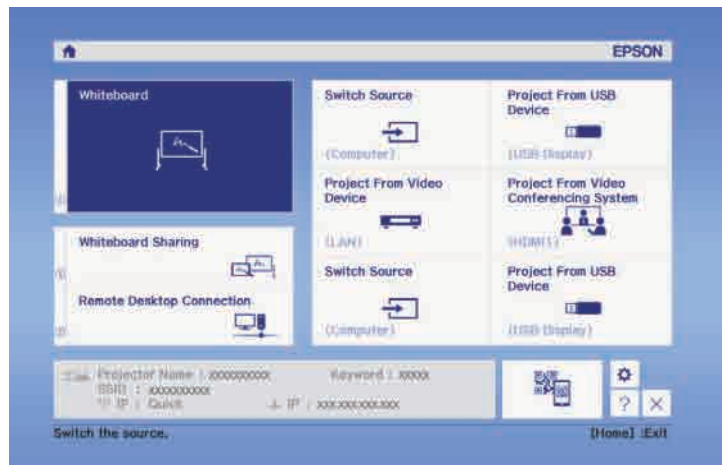 EPSON
Whiteboard
Whiteboard Sharing
Remote Desktop Connection
Switch Source
(Computer)
Project From USB
Device
(USB Display)
Project From Video
Device
(LAN)
Project From Video
Conferencing System
(HDMI1)
Switch Source
(Computer)
Project From USB
Device
(USB Display)
Projector Name : xxxxxxxxxx
Keyword : xxxxx
SSID : xxxxxxxxxx
IP : Quick
IP : xxx.xxx.xxx.xxx
?
Switch the source.
[Home] :Exit